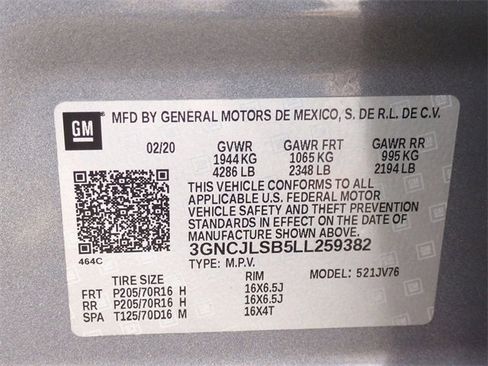 GM MFD BY GENERAL MOTORS DE MEXICO, S. DE R.L. DE C.V.
02/20 GVWR GAWR FRT GAWR RR
1944 KG 1065 KG 995 KG
4286 LB 2348 LB 2194 LB
THIS VEHICLE CONFORMS TO ALL
APPLICABLE U.S. FEDERAL MOTOR
VEHICLE SAFETY AND THEFT PREVENTION
STANDARDS IN EFFECT ON THE DATE OF
MANUFACTURE SHOWN ABOVE.
3GNCJLSB5LL259382
464C TYPE: M.P.V. MODEL: 521JV76
TIRE SIZE RIM
FRT P205/70R16 H 16X6.5J
RR P205/70R16 H 16X6.5J
SPA T125/70D16 M 16X4T